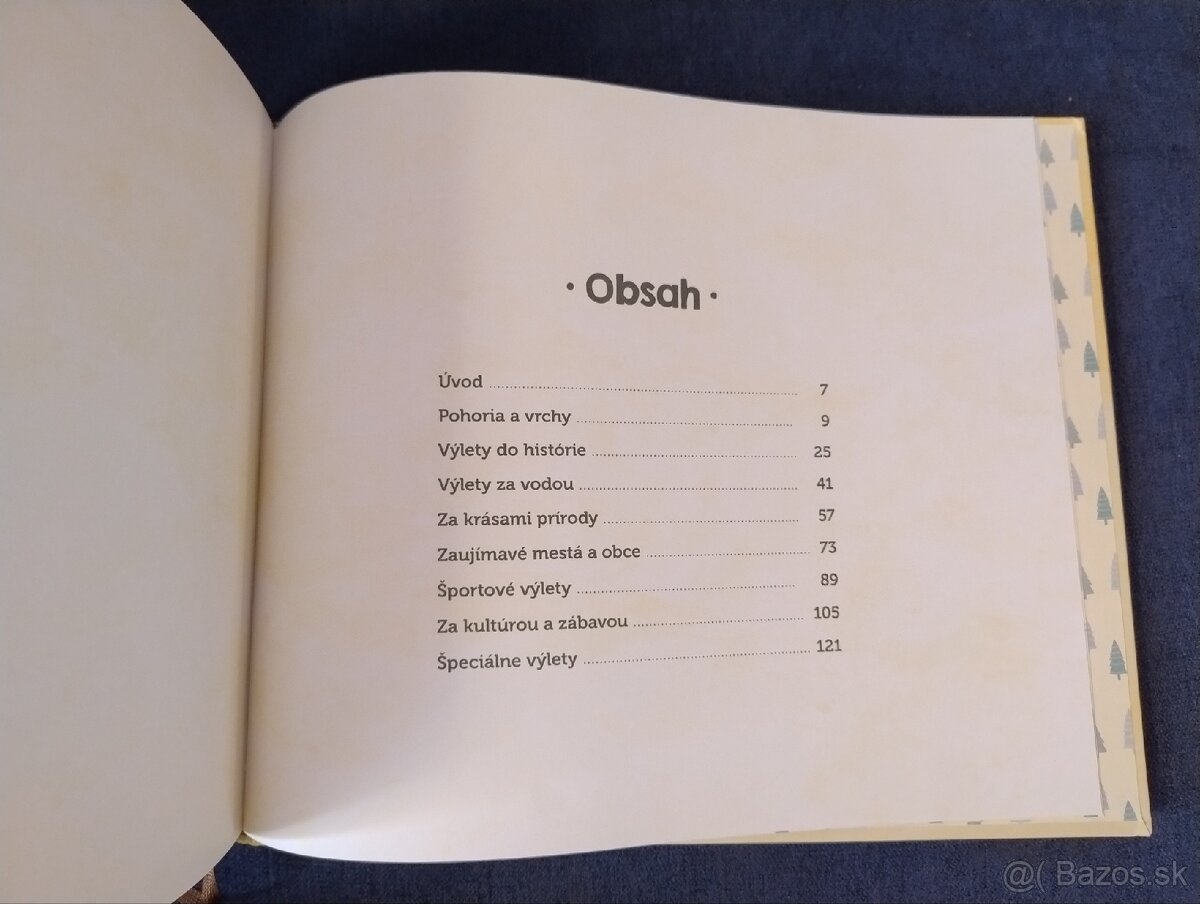 · Obsah ·
Úvod ........................ 7
Pohoria a vrchy ........................ 9
Výlety do histórie ........................ 25
Výlety za vodou ........................ 41
Za krásami prírody ........................ 57
Zaujímavé mestá a obce ........................ 73
Športové výlety ........................ 89
Za kultúrou a zábavou ........................ 105
Špeciálne výlety ........................ 121
@( Bazos.sk